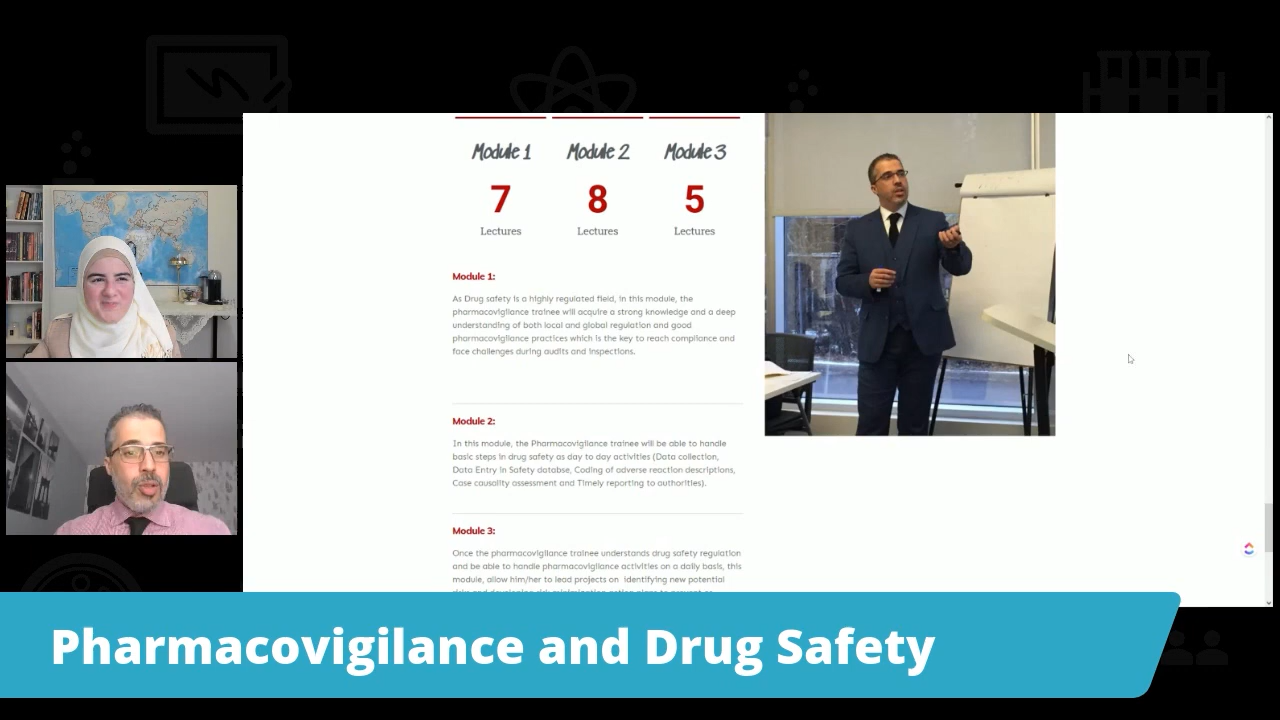 Module 1 Module 2 Module 3
7 8 5
Lectures Lectures Lectures
Module 1:
As Drug safety is a highly regulated field, in this module, the
pharmacovigilance trainee will acquire a strong knowledge and a deep
understanding of both local and global regulation and good
pharmacovigilance practices which is the key to reach compliance and
face challenges during audits and inspections.
Module 2:
In this module, the Pharmacovigilance trainee will be able to handle
basic steps in drug safety as day to day activities (Data collection,
Data Entry in Safety databse, Coding of adverse reaction descriptions,
Case causality assessment and Timely reporting to authorities).
Module 3:
Once the pharmacovigilance trainee understands drug safety regulation
and be able to handle pharmacovigilance activities on a daily basis, this
module, allow him/her to lead projects on identifying new potential
Pharmacovigilance and Drug Safety